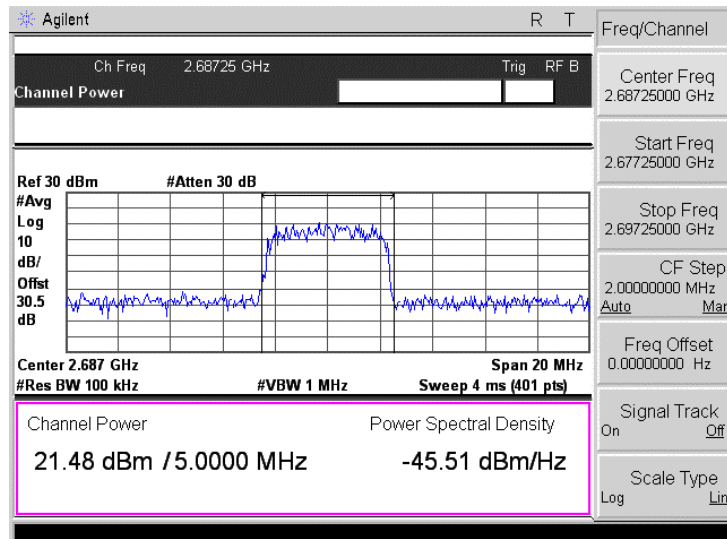 Agilent R T
Ch Freq 2.68725 GHz Trig RF B
Channel Power
Ref 30 dBm #Atten 30 dB
#Avg
Log
10
dB/
Offst
30.5
dB
Center 2.687 GHz Span 20 MHz
#Res BW 100 kHz #VBW 1 MHz Sweep 4 ms (401 pts)
Channel Power Power Spectral Density
21.48 dBm / 5.0000 MHz -45.51 dBm/Hz
Freq/Channel
Center Freq
2.68725000 GHz
Start Freq
2.67725000 GHz
Stop Freq
2.69725000 GHz
CF Step
2.00000000 MHz
Auto Mar
Freq Offset
0.00000000 Hz
Signal Track
On Off
Scale Type
Log Lin